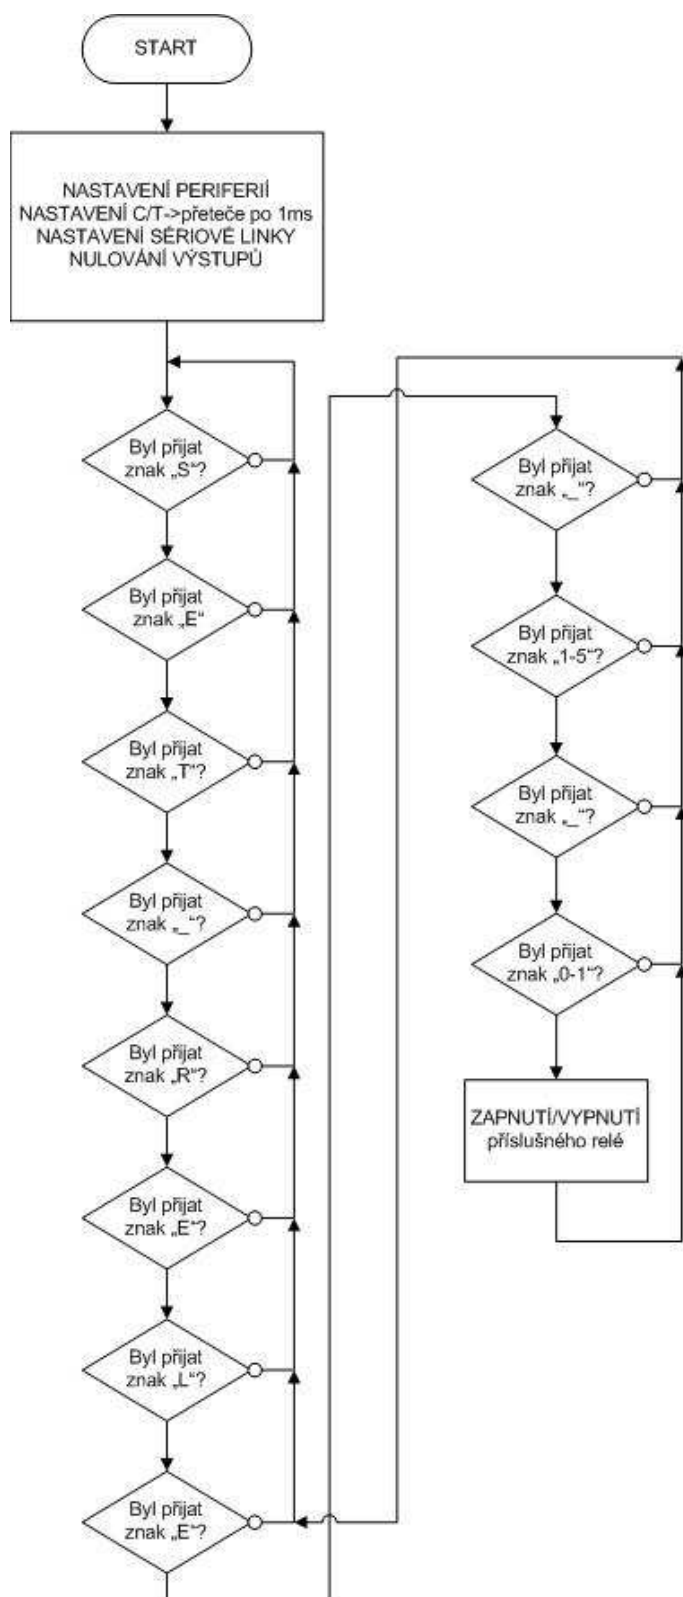 START
NASTAVENÍ PERIFERIÍ
NASTAVENÍ C/T->přeteče po 1ms
NASTAVENÍ SÉRIOVÉ LINKY
NULOVÁNÍ VÝSTUPŮ
Byl přijat
znak „S“?
Byl přijat
znak „E“
Byl přijat
znak „T“?
Byl přijat
znak „_“?
Byl přijat
znak „R“?
Byl přijat
znak „E“?
Byl přijat
znak „L“?
Byl přijat
znak „E“?
Byl přijat
znak „_“?
Byl přijat
znak „1-5“?
Byl přijat
znak „_“?
Byl přijat
znak „0-1“?
ZAPNUTÍ/VYPNUTÍ
příslušného relé